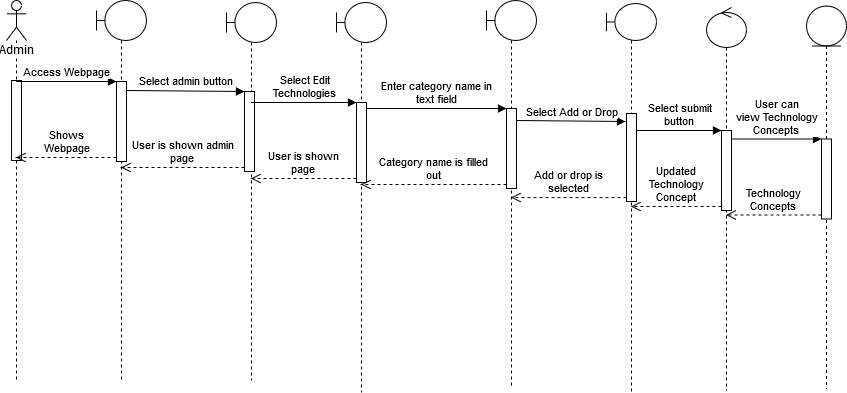 Admin
Access Webpage
Select admin button
Select Edit
Technologies
Enter category name in
text field
Select Add or Drop
Select submit
button
User can
view Technology
Concepts
Shows
Webpage
User is shown admin
page
User is shown
page
Category name is filled
out
Add or drop is
selected
Updated
Technology
Concept
Technology
Concepts